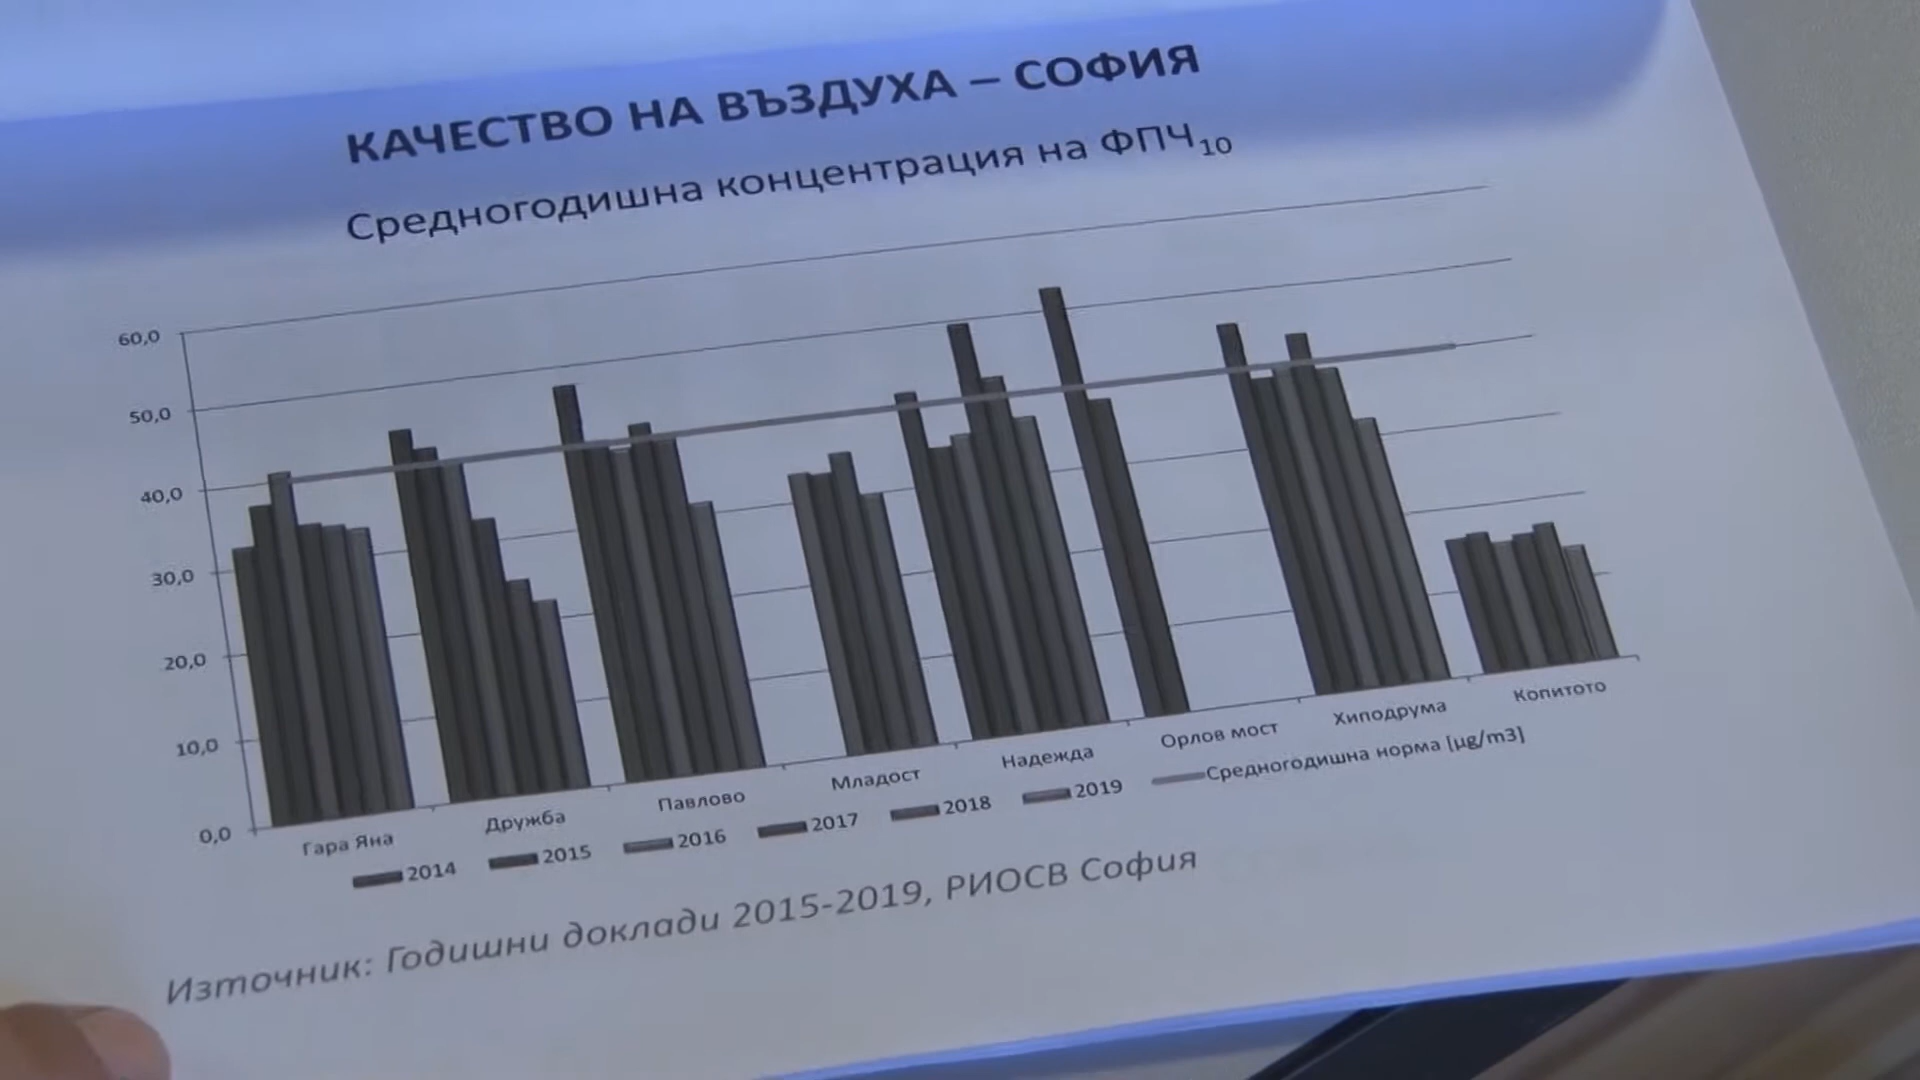 КАЧЕСТВО НА ВЪЗДУХА – СОФИЯ
Средногодишна концентрация на ФПЧ10
60,0
50,0
40,0
30,0
20,0
10,0
0,0
Гара Яна
Дружба
Павлово
Младост
Надежда
Орлов мост
Хиподрума
Копитото
2014 2015 2016 2017 2018 2019 Средногодишна норма [µg/m3]
Източник: Годишни доклади 2015-2019, РИОСВ София